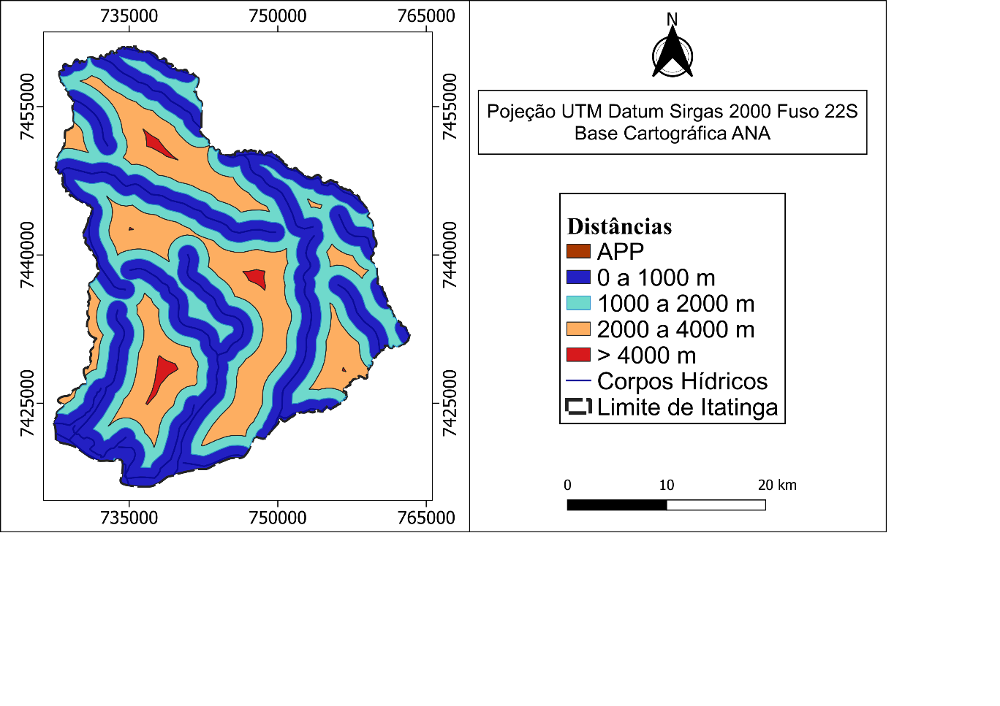 735000 750000 765000
7455000
7440000
7425000
7455000
7440000
7425000
735000 750000 765000
N
Pojeção UTM Datum Sirgas 2000 Fuso 22S
Base Cartográfica ANA
Distâncias
APP
0 a 1000 m
1000 a 2000 m
2000 a 4000 m
> 4000 m
Corpos Hídricos
Limite de Itatinga
0 10 20 km